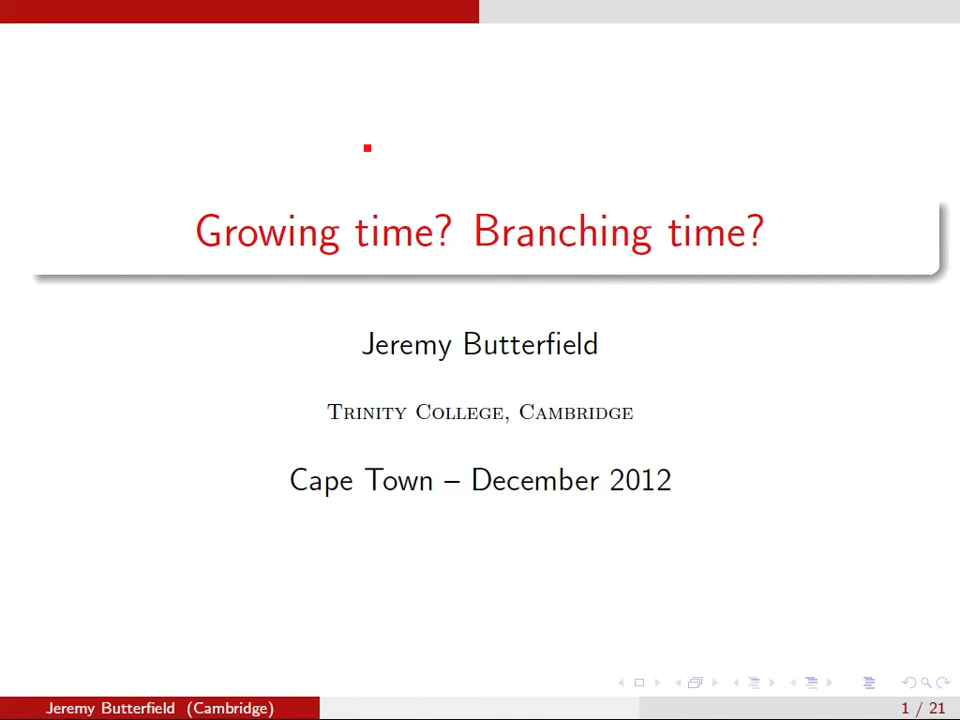 Growing time? Branching time?
Jeremy Butterfield
Trinity College, Cambridge
Cape Town – December 2012
Jeremy Butterfield (Cambridge)
1 / 21